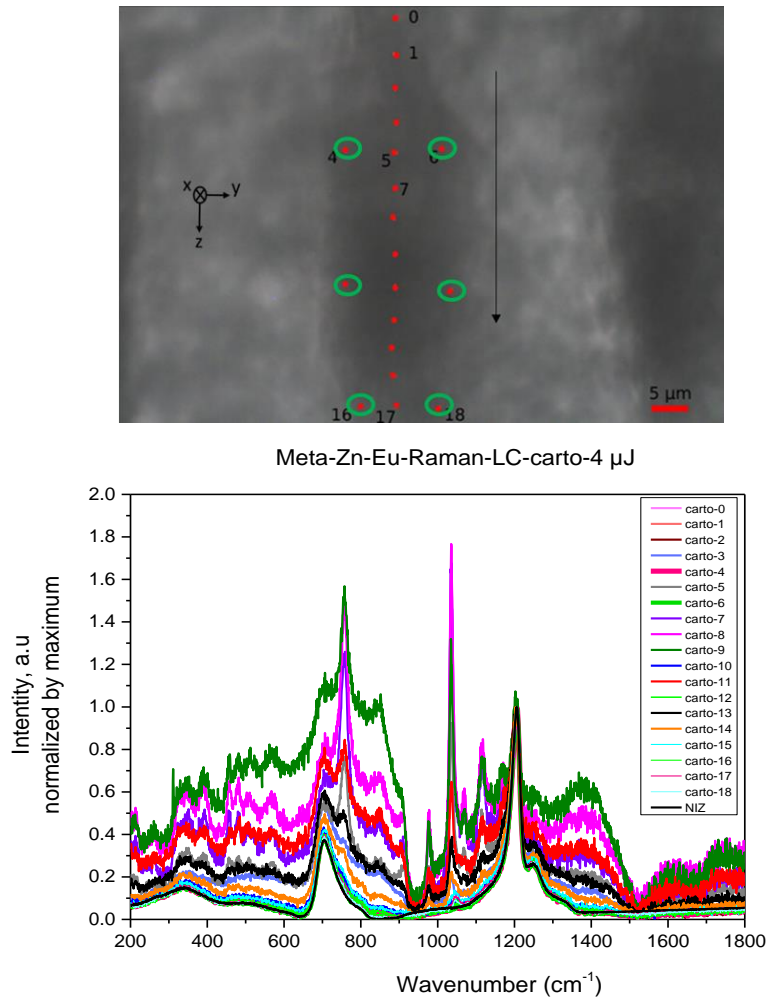 0
1
4
5
6
7
x
y
z
5 µm
16
17
18
Meta-Zn-Eu-Raman-LC-carto-4 µJ
2.0
1.8
1.6
1.4
1.2
1.0
0.8
0.6
0.4
0.2
0.0
Intentity, a.u
normalized by maximum
carto-0
carto-1
carto-2
carto-3
carto-4
carto-5
carto-6
carto-7
carto-8
carto-9
carto-10
carto-11
carto-12
carto-13
carto-14
carto-15
carto-16
carto-17
carto-18
NIZ
200 400 600 800 1000 1200 1400 1600 1800
Wavenumber (cm⁻¹)